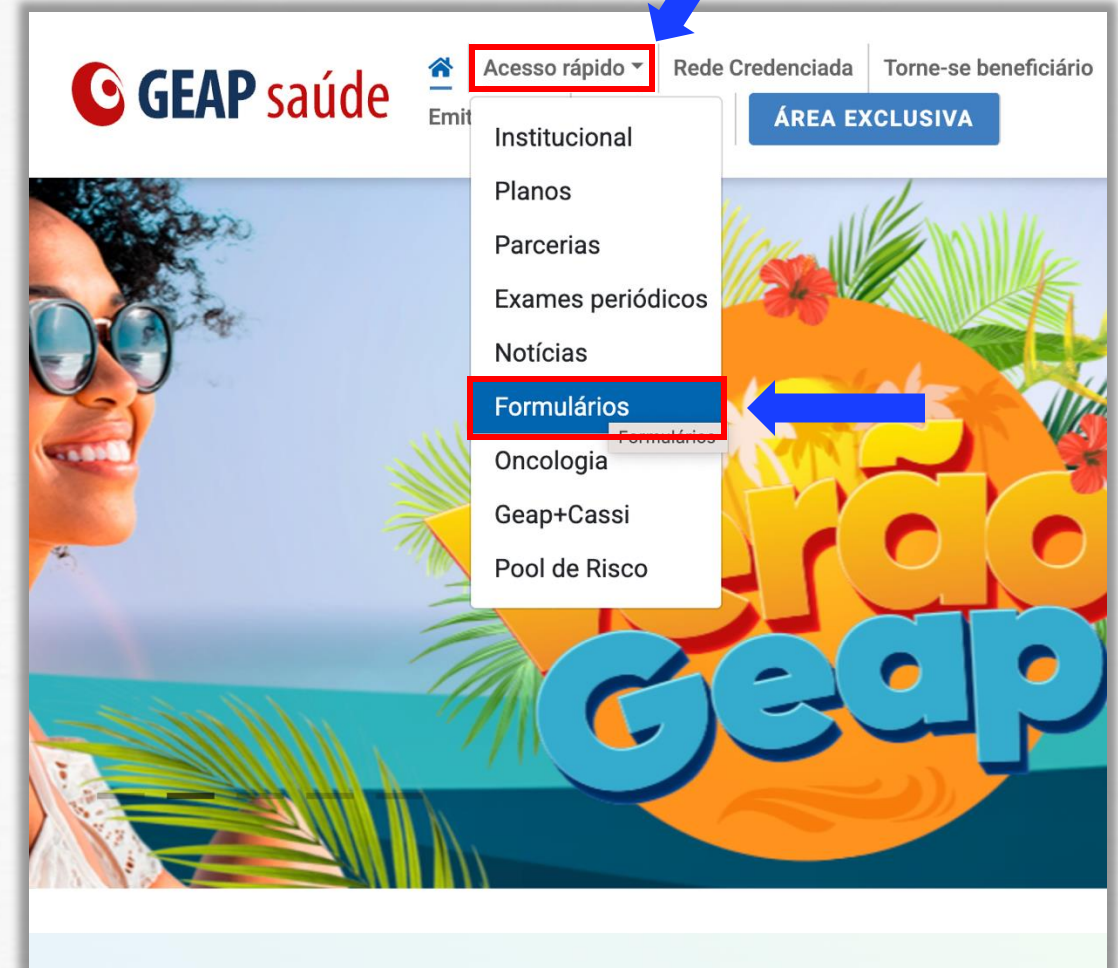 GEAP saúde
Acesso rápido
Rede Credenciada
Torne-se beneficiário
Emit
ÁREA EXCLUSIVA
Institucional
Planos
Parcerias
Exames periódicos
Notícias
Formulários
Formulários
Oncologia
Geap+Cassi
Pool de Risco
Verão
Geap